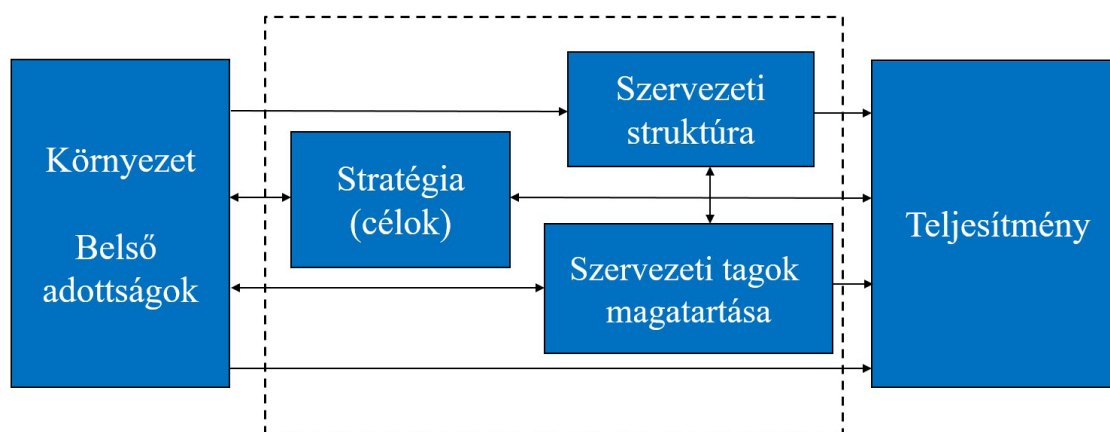 Környezet
Belső
adottságok
Stratégia
(célok)
Szervezeti
struktúra
Szervezeti tagok
magatartása
Teljesítmény